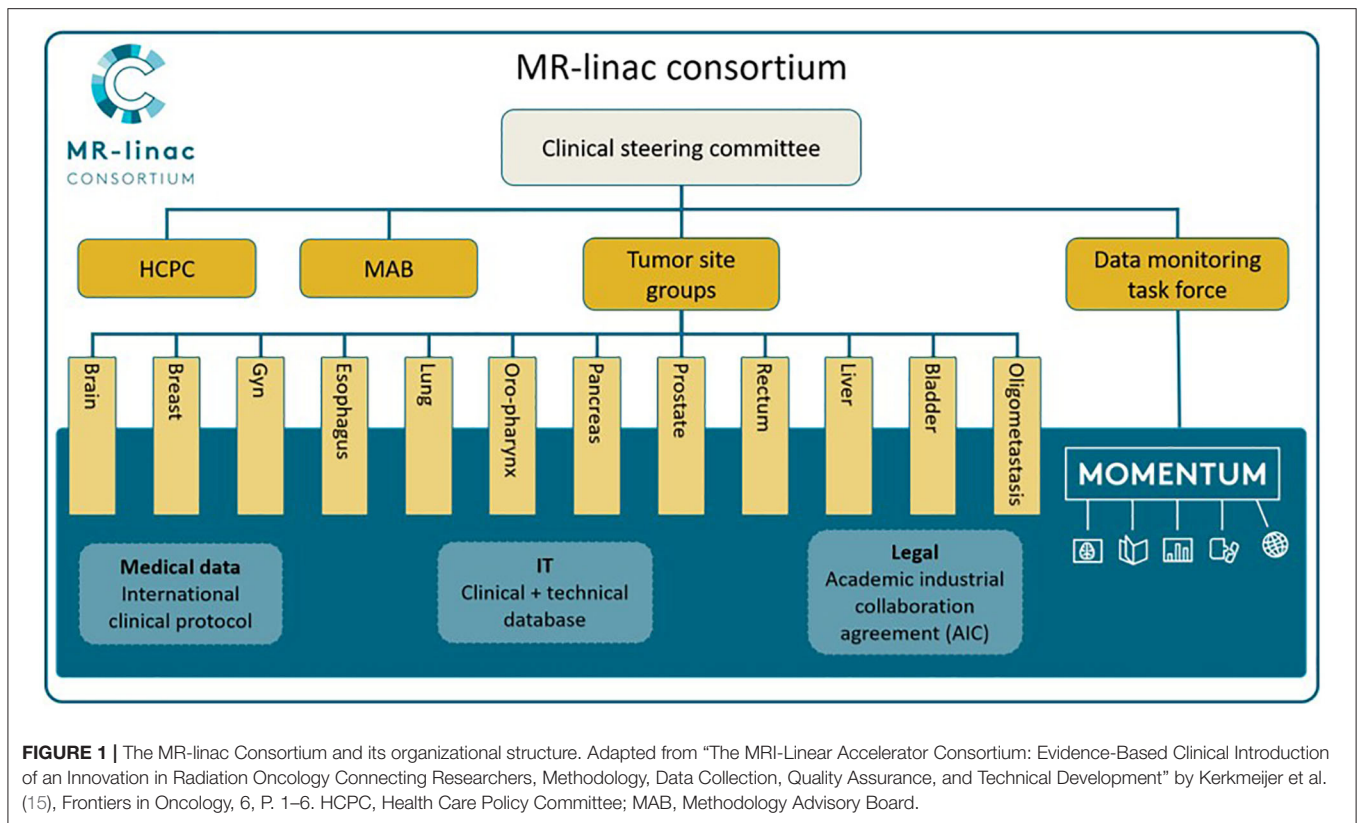 MR-linac
CONSORTIUM
MR-linac consortium
Clinical steering committee
HCPC
MAB
Tumor site
groups
Data monitoring
task force
Brain
Breast
Gyn
Esophagus
Lung
Oro-pharynx
Pancreas
Prostate
Rectum
Liver
Bladder
Oligometastasis
MOMENTUM
Medical data
International
clinical protocol
IT
Clinical + technical
database
Legal
Academic industrial
collaboration
agreement (AIC)
FIGURE 1 | The MR-linac Consortium and its organizational structure. Adapted from “The MRI-Linear Accelerator Consortium: Evidence-Based Clinical Introduction
of an Innovation in Radiation Oncology Connecting Researchers, Methodology, Data Collection, Quality Assurance, and Technical Development” by Kerkmeijer et al.
(15), Frontiers in Oncology, 6, P. 1–6. HCPC, Health Care Policy Committee; MAB, Methodology Advisory Board.